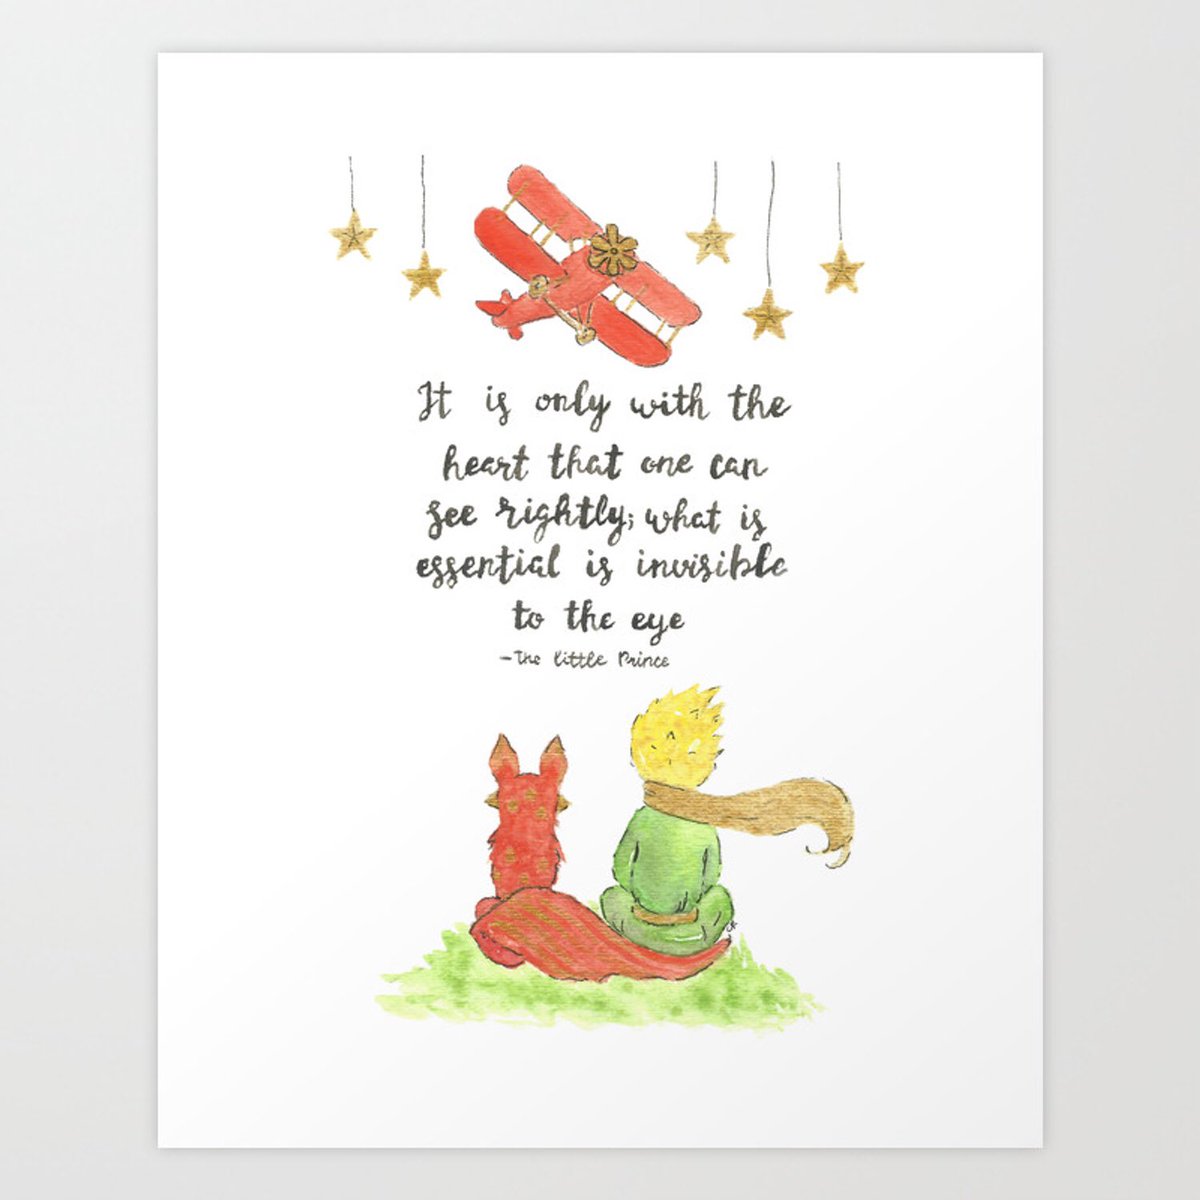 It is only with the
heart that one can
see rightly; what is
essential is invisible
to the eye
-The Little Prince